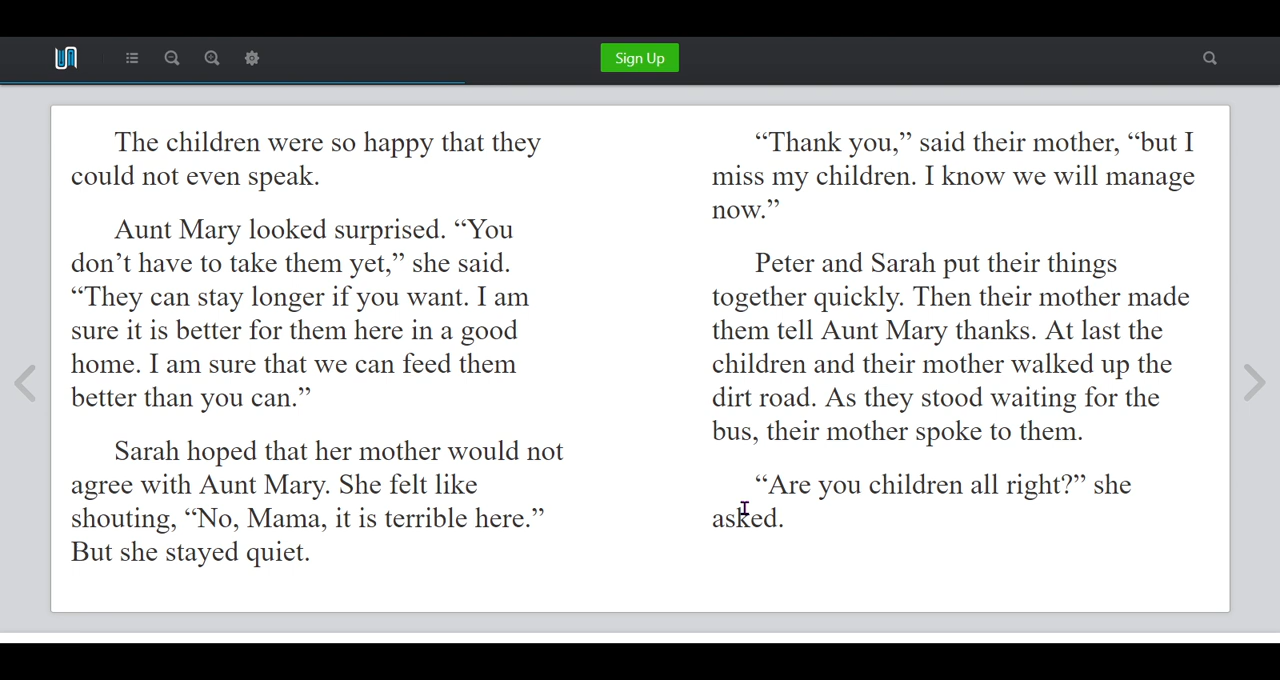 Sign Up
The children were so happy that they
could not even speak.
Aunt Mary looked surprised. “You
don’t have to take them yet,” she said.
“They can stay longer if you want. I am
sure it is better for them here in a good
home. I am sure that we can feed them
better than you can.”
Sarah hoped that her mother would not
agree with Aunt Mary. She felt like
shouting, “No, Mama, it is terrible here.”
But she stayed quiet.
“Thank you,” said their mother, “but I
miss my children. I know we will manage
now.”
Peter and Sarah put their things
together quickly. Then their mother made
them tell Aunt Mary thanks. At last the
children and their mother walked up the
dirt road. As they stood waiting for the
bus, their mother spoke to them.
“Are you children all right?” she
asked.